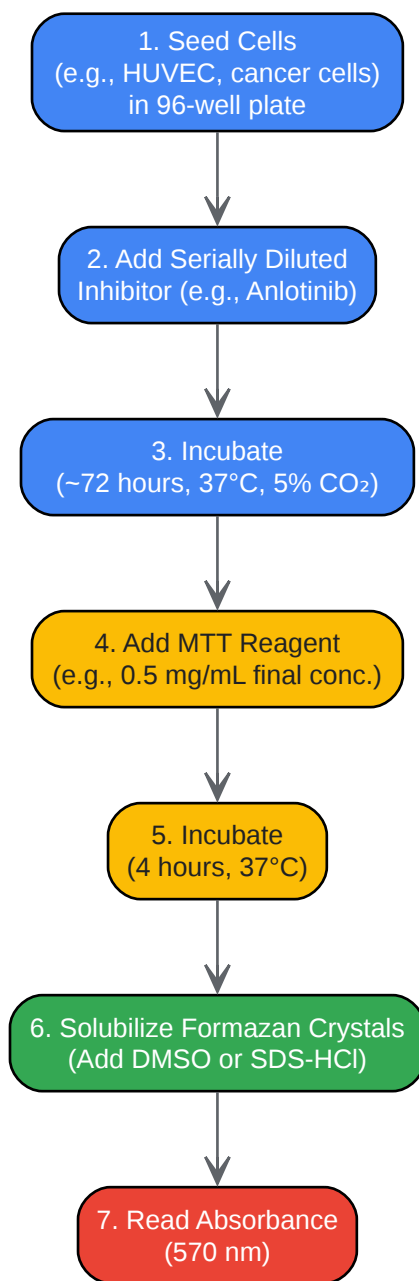 1. Seed Cells
(e.g., HUVEC, cancer cells)
in 96-well plate
2. Add Serially Diluted
Inhibitor (e.g., Anlotinib)
3. Incubate
(~72 hours, 37°C, 5% CO₂)
4. Add MTT Reagent
(e.g., 0.5 mg/mL final conc.)
5. Incubate
(4 hours, 37°C)
6. Solubilize Formazan Crystals
(Add DMSO or SDS-HCl)
7. Read Absorbance
(570 nm)